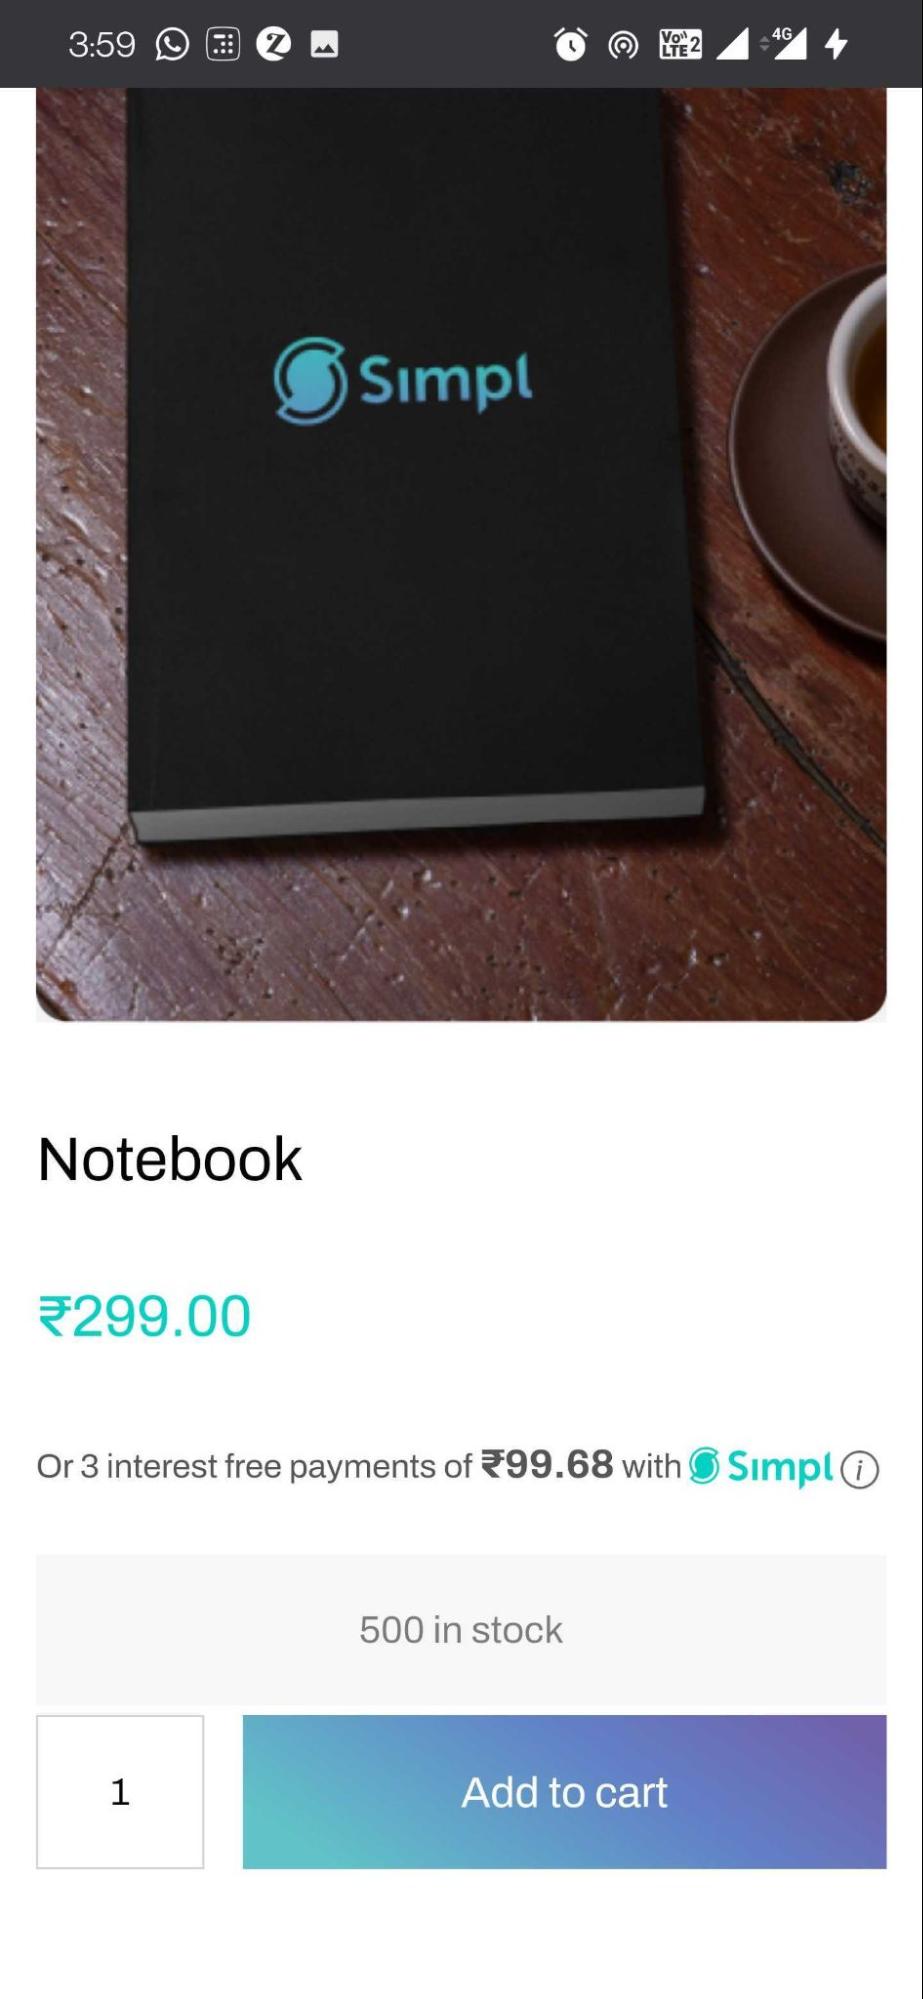 3:59 Vo)) LTE 2 4G
Simpl
Notebook
₹299.00
Or 3 interest free payments of ₹99.68 with Simpl i
500 in stock
1 Add to cart